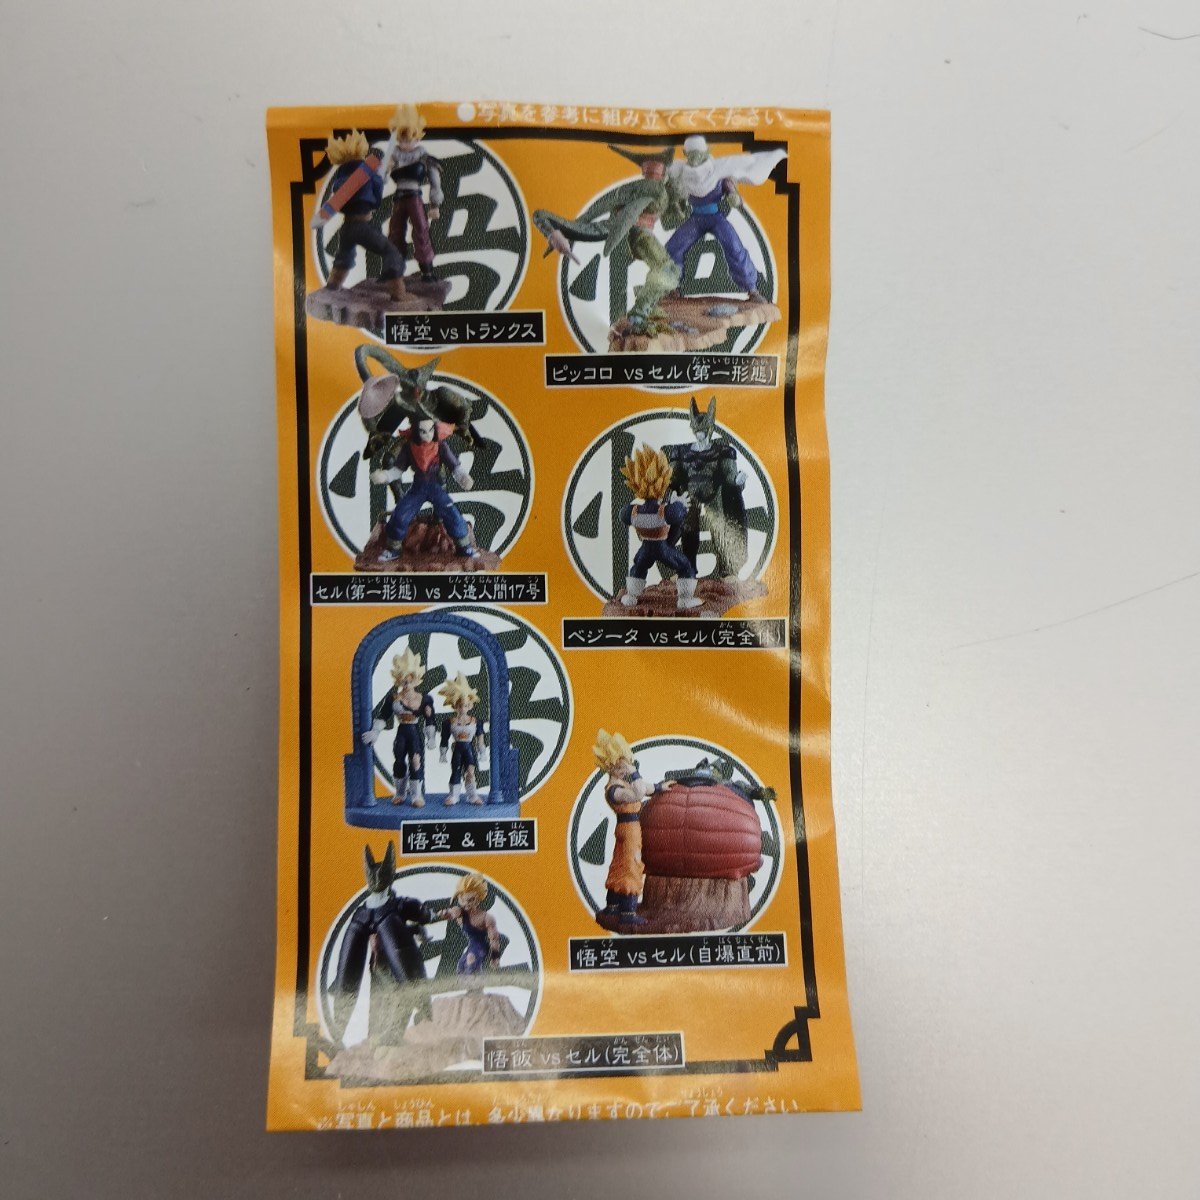 ●写真を参考に組み立ててください。
悟空 vs トランクス
ピッコロ vs セル(第一形態)
セル(第一形態) vs 人造人間17号
ベジータ vs セル(完全体)
悟空 & 悟飯
悟空 vs セル(自爆直前)
悟飯 vs セル(完全体)
※写真と商品とは、多少異なりますのでご了承ください。